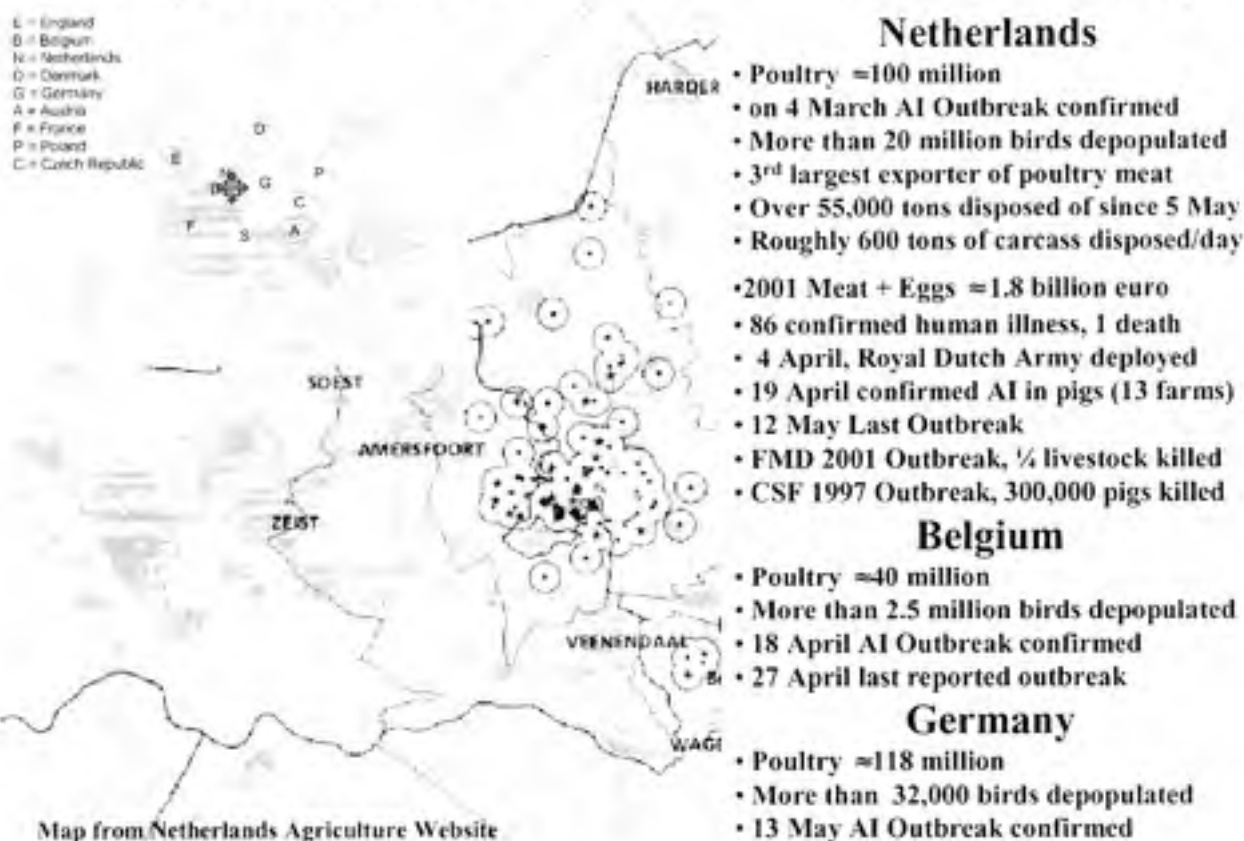 E = England
B = Belgium
N = Netherlands
D = Denmark
G = Germany
A = Austria
F = France
P = Poland
C = Czech Republic
D
E
P
G
C
F
S
A
HARDER
SOEST
AMERSFOORT
ZEIST
VEENENDAAL
WAGE
Map from Netherlands Agriculture Website
Netherlands
• Poultry ≈100 million
• on 4 March AI Outbreak confirmed
• More than 20 million birds depopulated
• 3rd largest exporter of poultry meat
• Over 55,000 tons disposed of since 5 May
• Roughly 600 tons of carcass disposed/day
•2001 Meat + Eggs ≈1.8 billion euro
• 86 confirmed human illness, 1 death
• 4 April, Royal Dutch Army deployed
• 19 April confirmed AI in pigs (13 farms)
• 12 May Last Outbreak
• FMD 2001 Outbreak, ¼ livestock killed
• CSF 1997 Outbreak, 300,000 pigs killed
Belgium
• Poultry ≈40 million
• More than 2.5 million birds depopulated
• 18 April AI Outbreak confirmed
• 27 April last reported outbreak
Germany
• Poultry ≈118 million
• More than 32,000 birds depopulated
• 13 May AI Outbreak confirmed